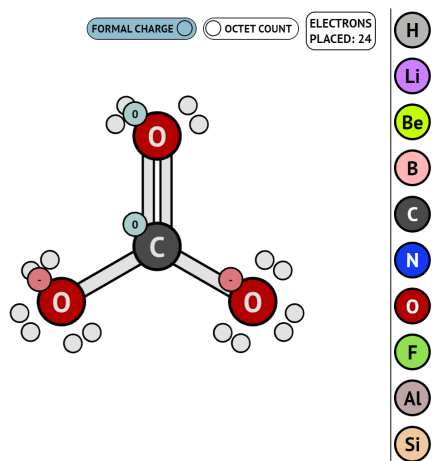 FORMAL CHARGE
OCTET COUNT
ELECTRONS
PLACED: 24
H
Li
Be
B
C
N
O
F
Al
Si
0
O
0
C
-
O
-
O